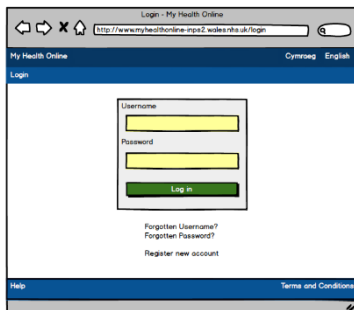 Login - My Health Online
http://www.myhealthonline-inps2.wales.nhs.uk/login
My Health Online Cymraeg English
Login
Username
Password
Log in
Forgotten Username?
Forgotten Password?
Register new account
Help Terms and Conditions